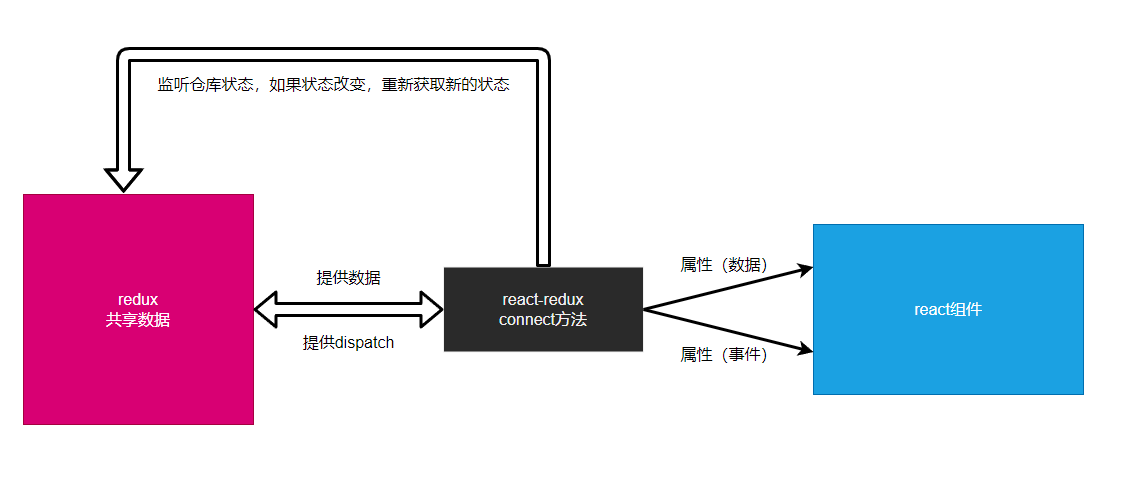 监听仓库状态，如果状态改变，重新获取新的状态
redux
共享数据
提供数据
提供dispatch
react-redux
connect方法
属性（数据）
属性（事件）
react组件